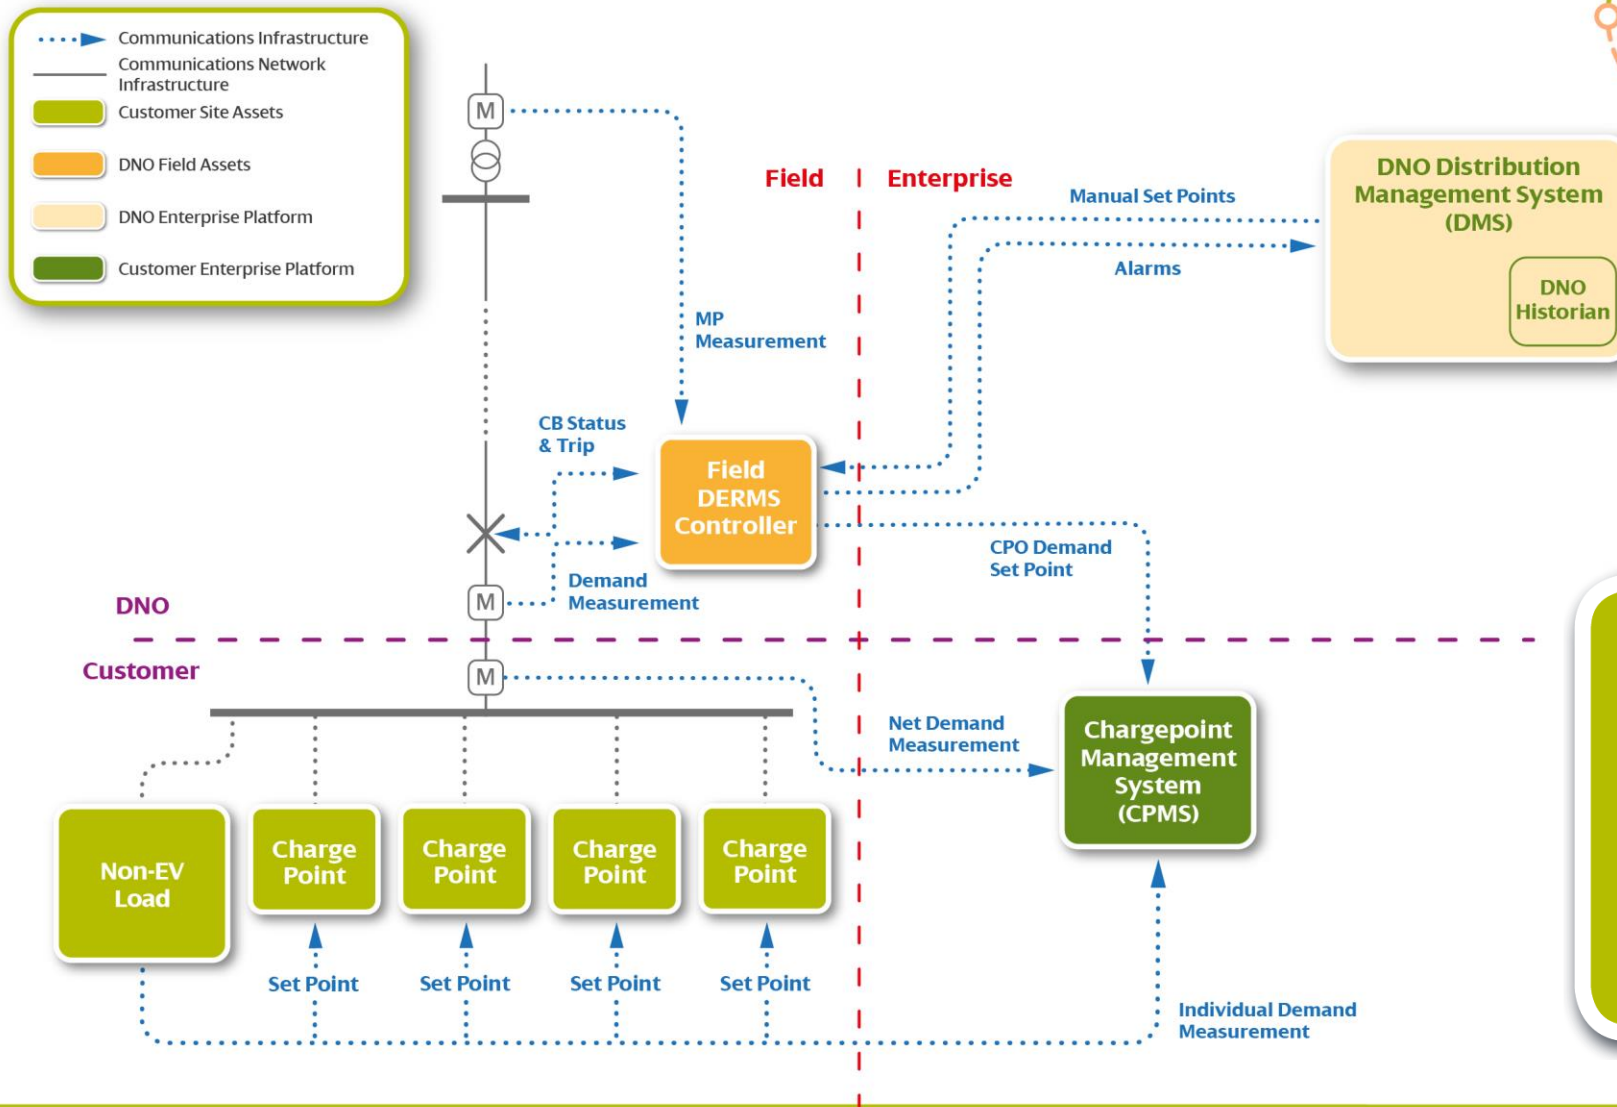 Communications Infrastructure
Communications Network
Infrastructure
Customer Site Assets
DNO Field Assets
DNO Enterprise Platform
Customer Enterprise Platform
M
Field
Enterprise
DNO Distribution
Management System
(DMS)
Manual Set Points
Alarms
DNO
Historian
MP
Measurement
CB Status
& Trip
Field
DERMS
Controller
CPO Demand
Set Point
Demand
Measurement
M
DNO
Customer
M
Net Demand
Measurement
Chargepoint
Management
System
(CPMS)
Non-EV
Load
Charge
Point
Charge
Point
Charge
Point
Charge
Point
Set Point
Set Point
Set Point
Set Point
Individual Demand
Measurement